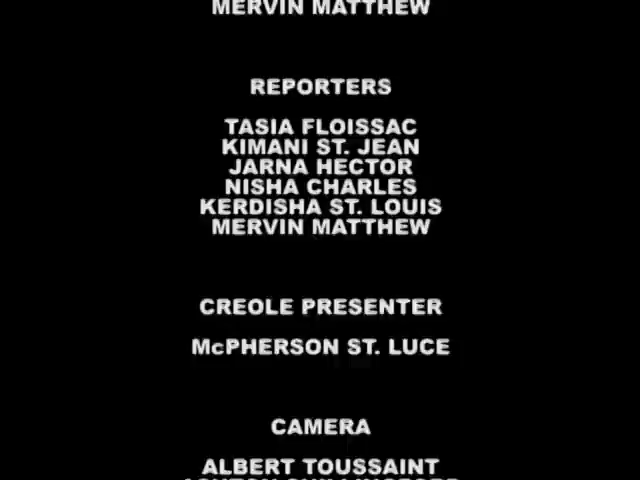 MERVIN MATTHEW
REPORTERS
TASIA FLOISSAC
KIMANI ST. JEAN
JARNA HECTOR
NISHA CHARLES
KERDISHA ST. LOUIS
MERVIN MATTHEW
CREOLE PRESENTER
McPHERSON ST. LUCE
CAMERA
ALBERT TOUSSAINT